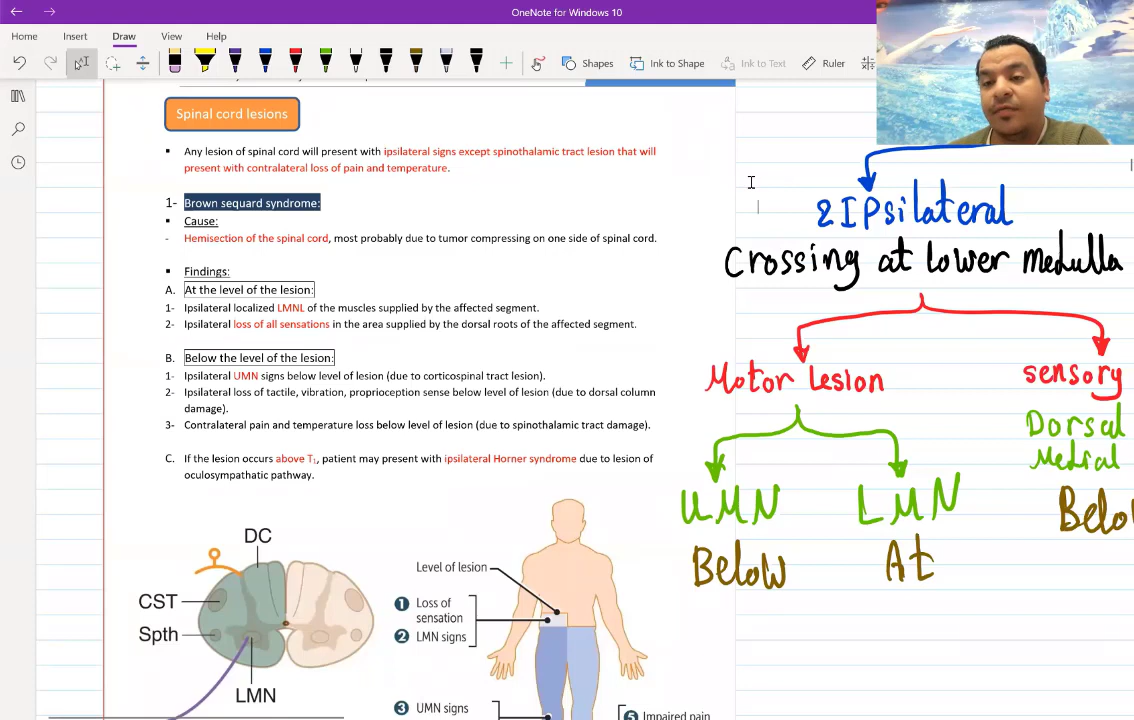 OneNote for Windows 10
Home Insert Draw View Help
Shapes Ink to Shape Ink to Text Ruler
Spinal cord lesions
▪ Any lesion of spinal cord will present with ipsilateral signs except spinothalamic tract lesion that will
present with contralateral loss of pain and temperature.
1- Brown sequard syndrome:
▪ Cause:
- Hemisection of the spinal cord, most probably due to tumor compressing on one side of spinal cord.
▪ Findings:
A. At the level of the lesion:
1- Ipsilateral localized LMNL of the muscles supplied by the affected segment.
2- Ipsilateral loss of all sensations in the area supplied by the dorsal roots of the affected segment.
B. Below the level of the lesion:
1- Ipsilateral UMN signs below level of lesion (due to corticospinal tract lesion).
2- Ipsilateral loss of tactile, vibration, proprioception sense below level of lesion (due to dorsal column
damage).
3- Contralateral pain and temperature loss below level of lesion (due to spinothalamic tract damage).
C. If the lesion occurs above T1, patient may present with ipsilateral Horner syndrome due to lesion of
oculosympathatic pathway.
DC
CST
Spth
LMN
Level of lesion
1 Loss of
sensation
2 LMN signs
3 UMN signs
5 Impaired pain
2 Ipsilateral
Crossing at lower medulla
Motor Lesion
sensory
Dorsal
Medial
UMN
LMN
Below
At
Below